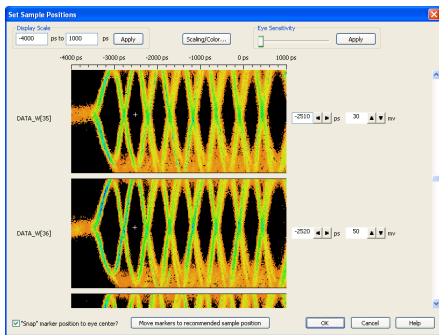 Set Sample Positions
Display Scale
-4000 ps to 1000 ps Apply
Scaling/Color...
Eye Sensitivity
Apply
-4000 ps -3000 ps -2000 ps -1000 ps 0 ps 1000 ps
DATA_W[35]
-2510 ps 30 mv
DATA_W[36]
-2520 ps 50 mv
"Snap" marker position to eye center?
Move markers to recommended sample position
OK Cancel Help